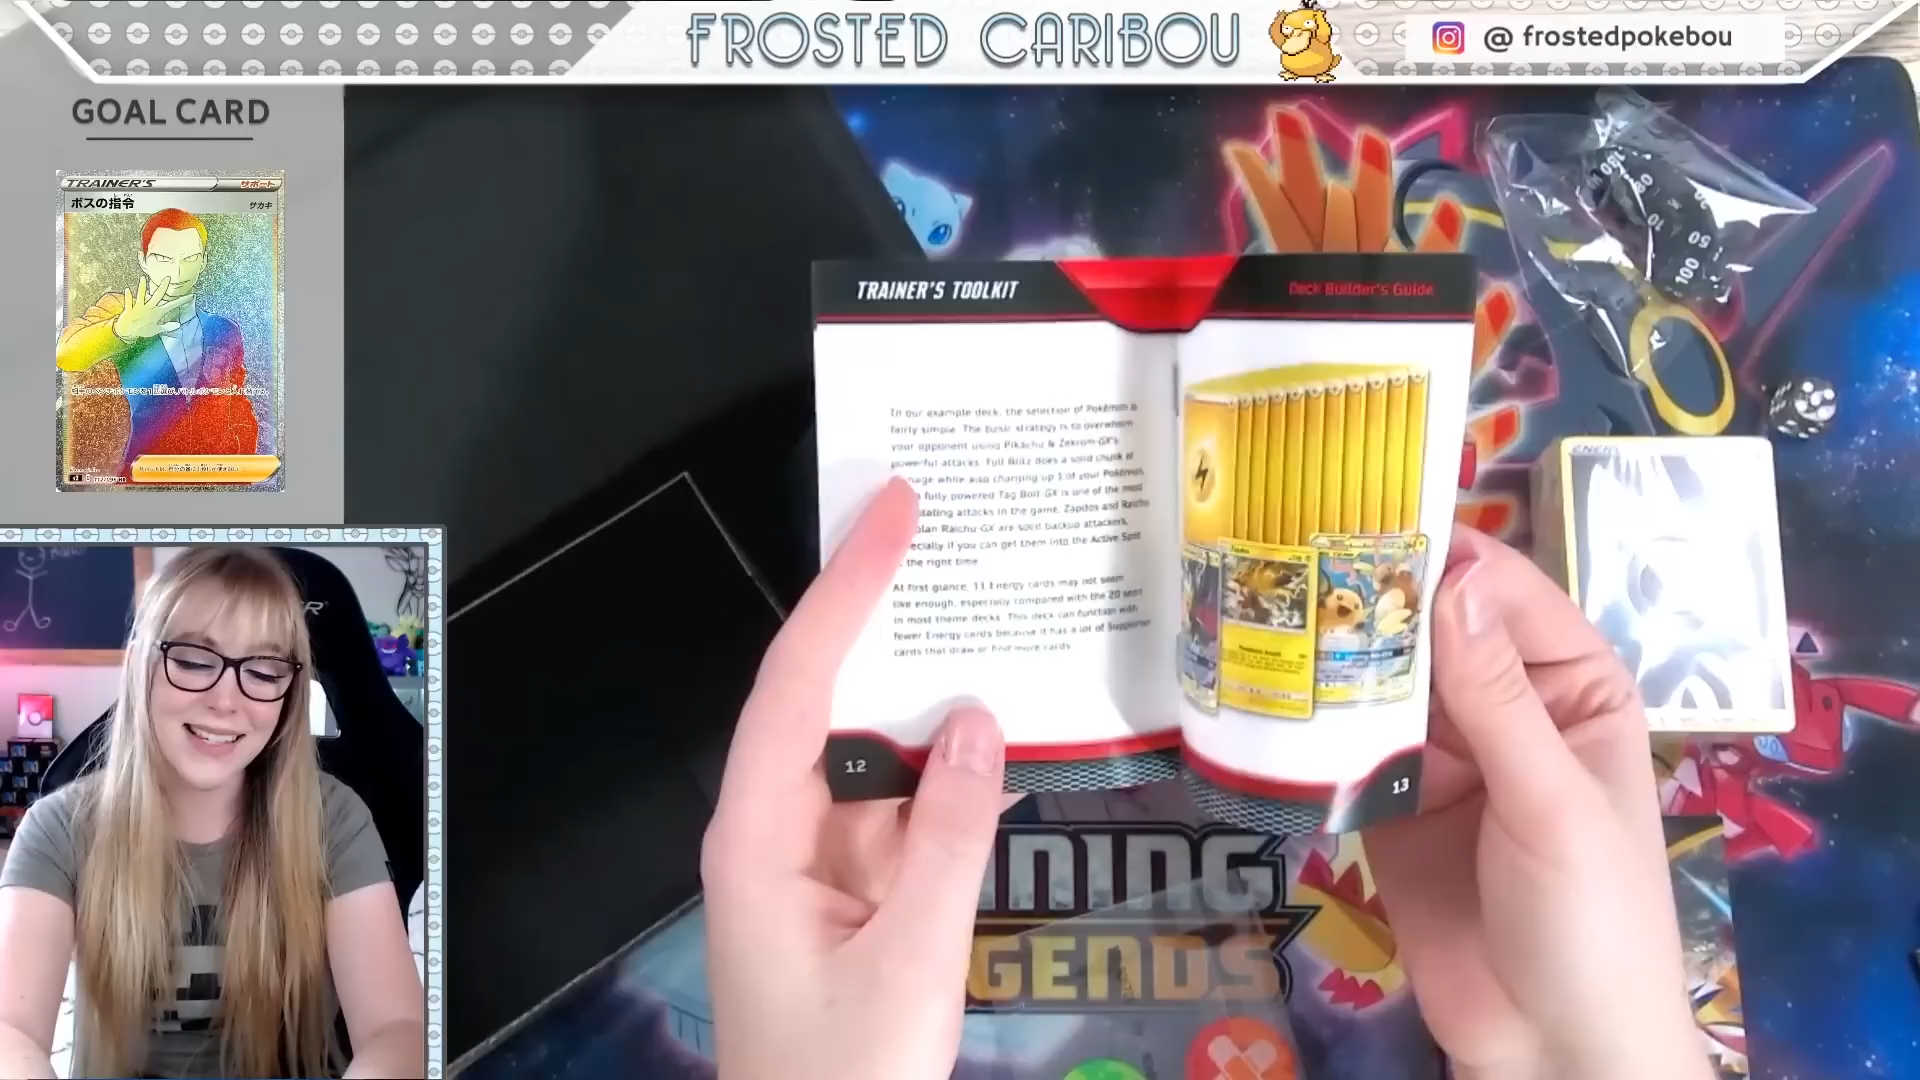 FROSTED CARIBOU
@ frostedpokebou
GOAL CARD
TRAINER'S
サポート
ボスの指令
サカキ
TRAINER'S TOOLKIT
Deck Builder's Guide
In our example deck, the selection of Pokémon is
fairly simple. The basic strategy is to overwhelm
your opponent using Pikachu & Zekrom-GX's
powerful attacks. Full Blitz does a solid chunk of
while also charging up 1 of your Pokémon,
fully powered Tag Bolt GX is one of the most
attacks in the game. Zapdos and Raichu
Raichu-GX are solid backup attackers,
if you can get them into the Active Spot
the right time.
At first glance, 11 Energy cards may not seem
like enough, especially compared with the 20 seen
in most theme decks. This deck can function with
fewer Energy cards because it has a lot of Supporter
cards that draw or find more cards.
12
13
ENERGY
130
80
10
50
100
NING
GENDS